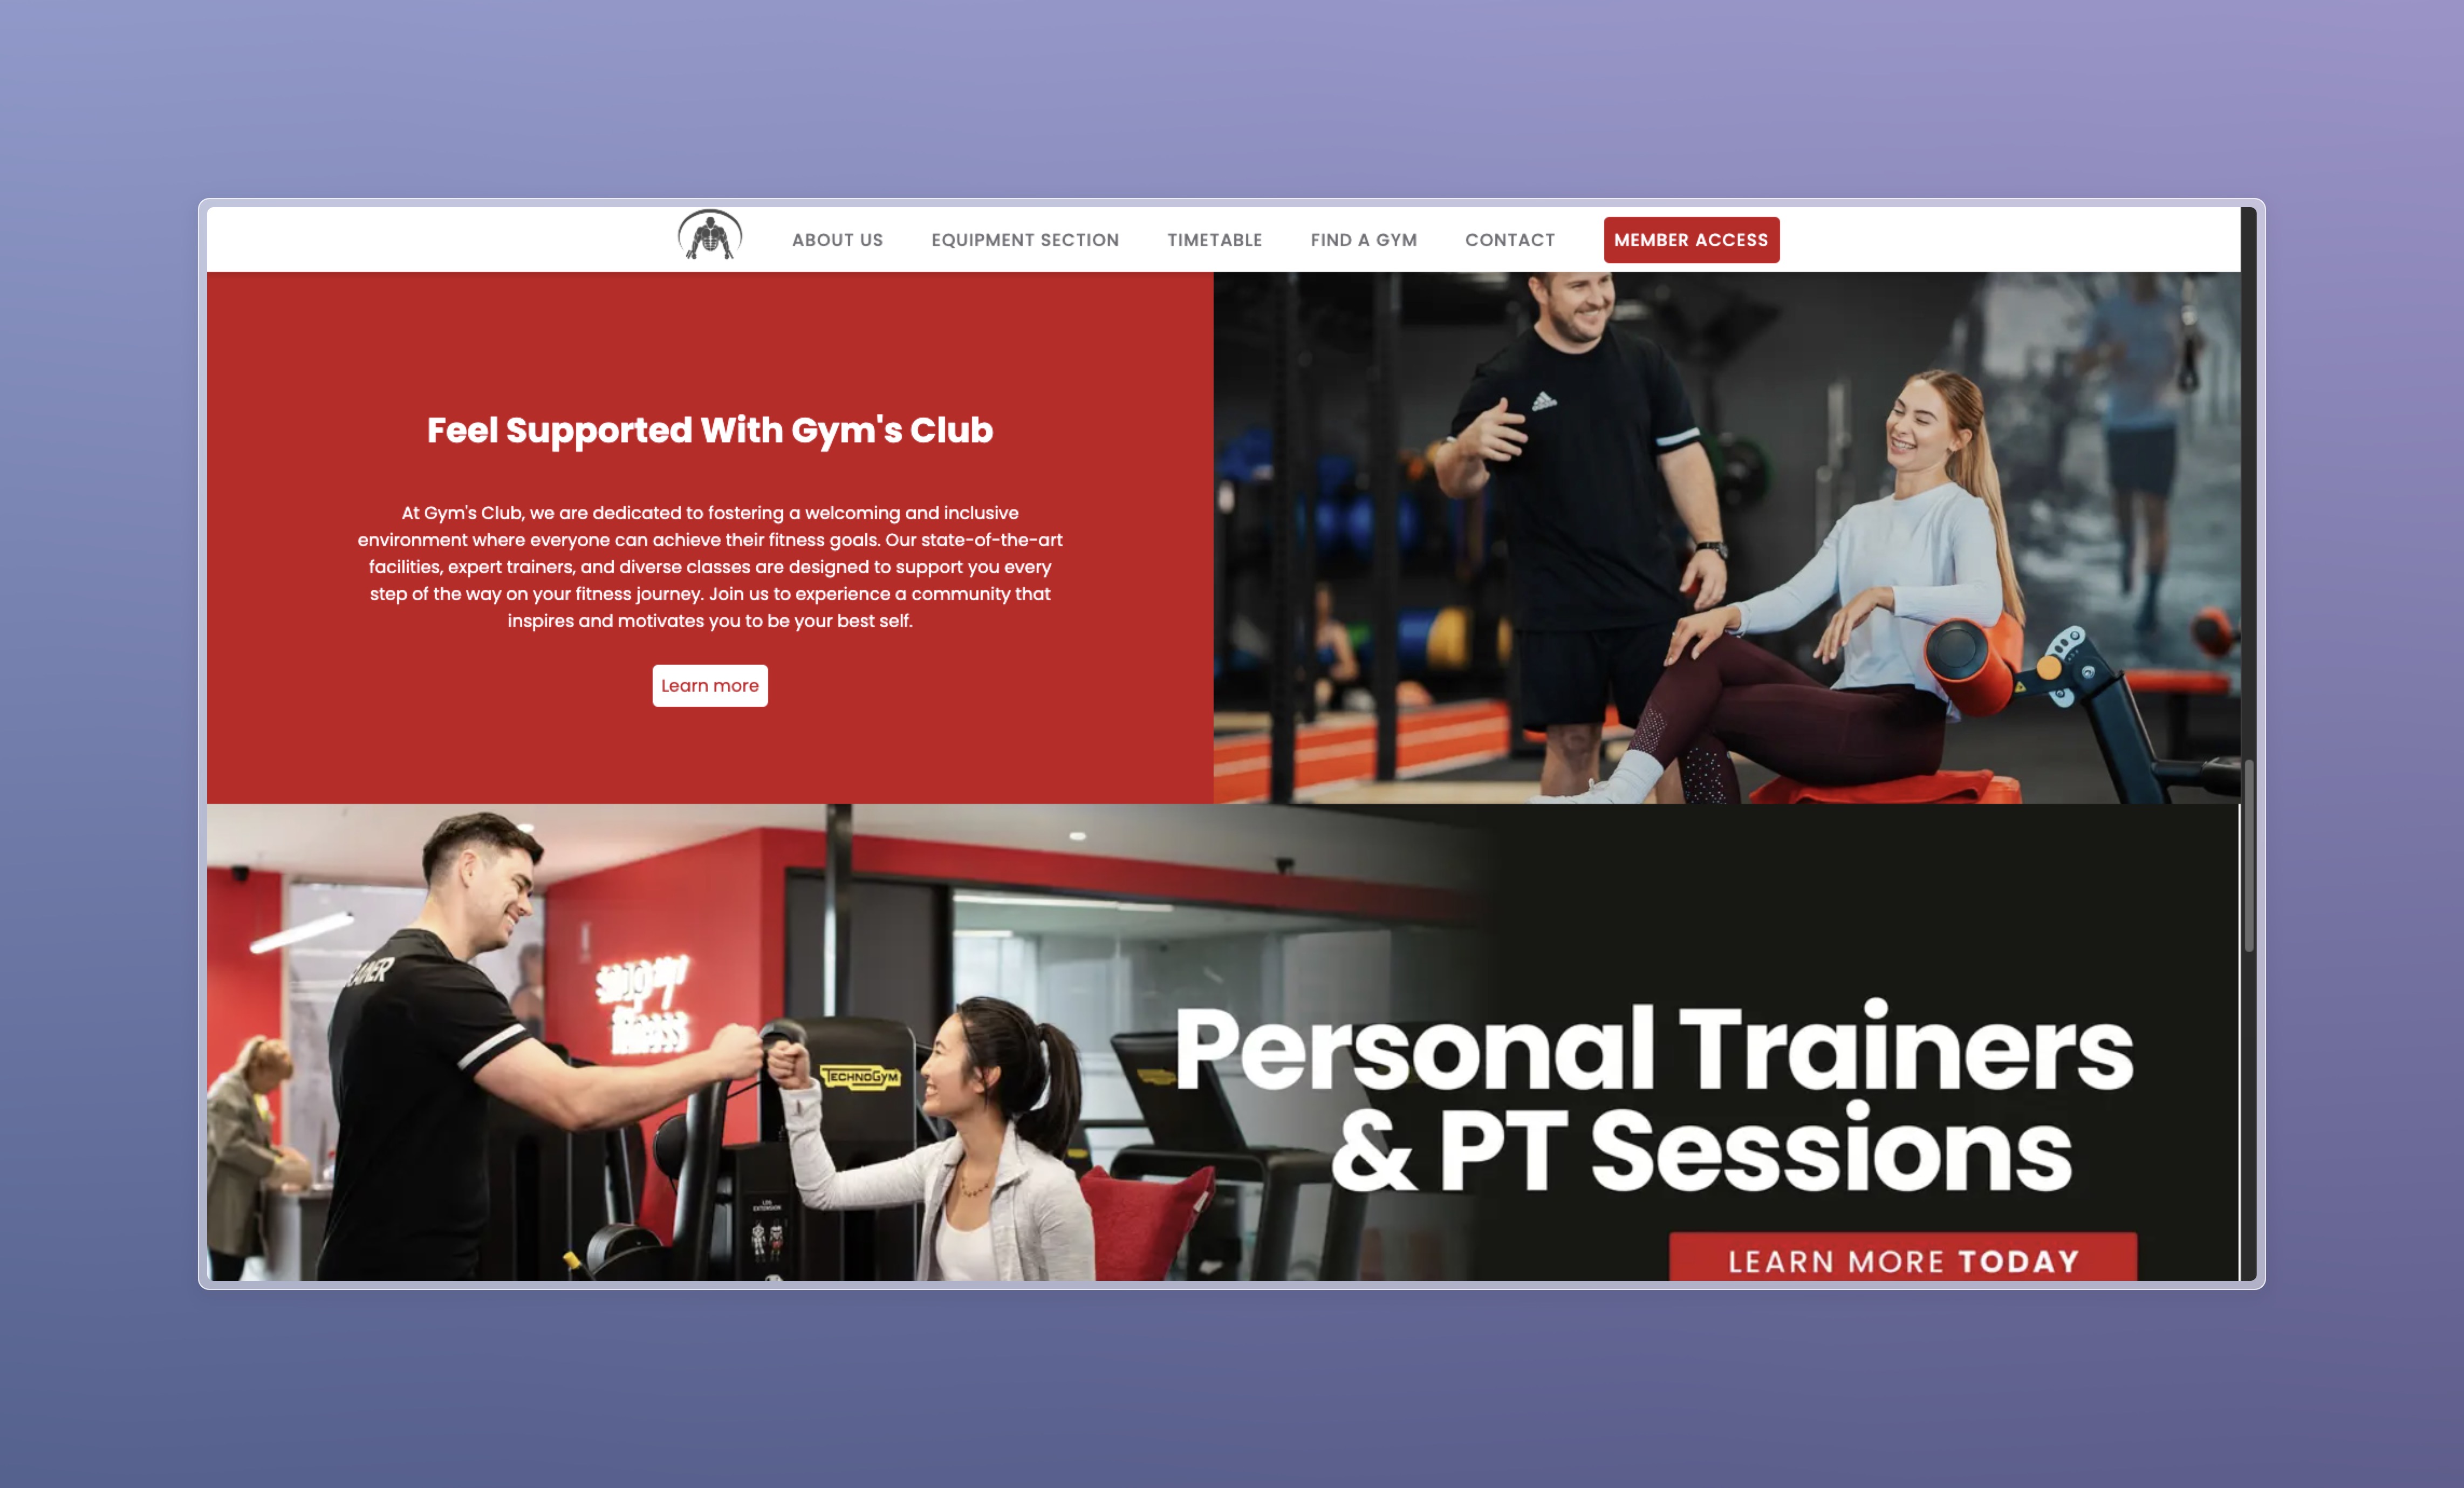 ABOUT US
EQUIPMENT SECTION
TIMETABLE
FIND A GYM
CONTACT
MEMBER ACCESS
Feel Supported With Gym's Club
At Gym's Club, we are dedicated to fostering a welcoming and inclusive
environment where everyone can achieve their fitness goals. Our state-of-the-art
facilities, expert trainers, and diverse classes are designed to support you every
step of the way on your fitness journey. Join us to experience a community that
inspires and motivates you to be your best self.
Learn more
TECHNOGYM
LEG
EXTENSION
Personal Trainers
& PT Sessions
LEARN MORE TODAY